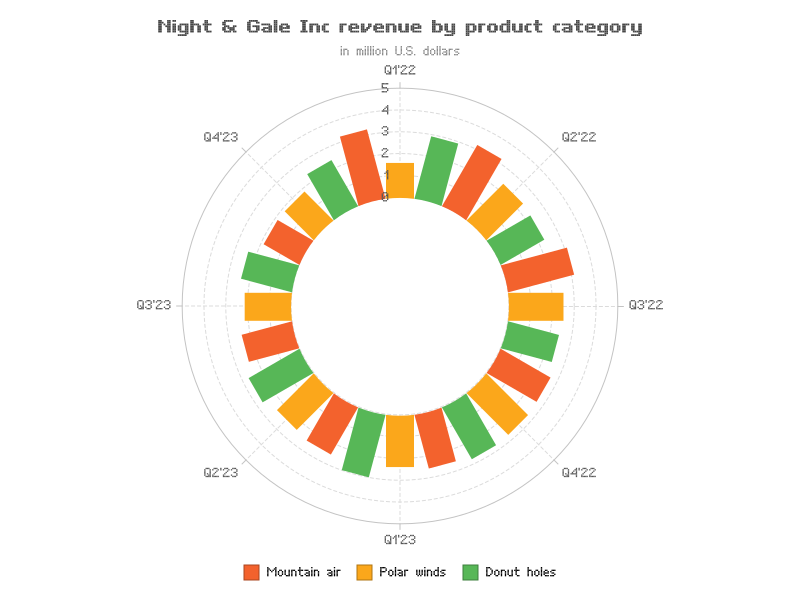 Night & Gale Inc revenue by product category
in million U.S. dollars
Q1'22
5
4
3
2
1
0
Q4'23
Q2'22
Q3'23
Q3'22
Q2'23
Q4'22
Q1'23
Mountain air
Polar winds
Donut holes